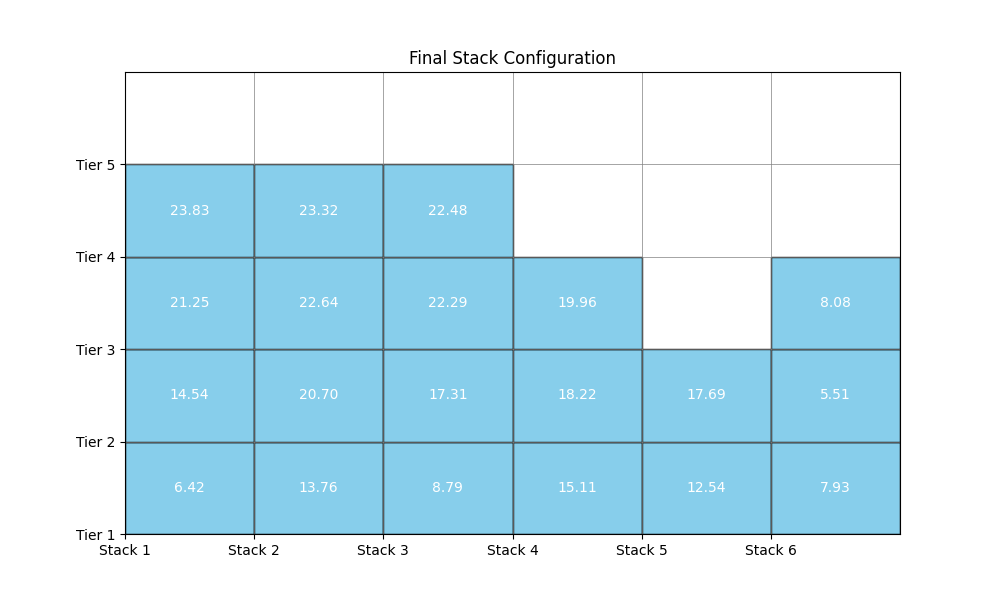 Final Stack Configuration
Tier 5
23.83 23.32 22.48
Tier 4
21.25 22.64 22.29 19.96 8.08
Tier 3
14.54 20.70 17.31 18.22 17.69 5.51
Tier 2
6.42 13.76 8.79 15.11 12.54 7.93
Tier 1
Stack 1 Stack 2 Stack 3 Stack 4 Stack 5 Stack 6